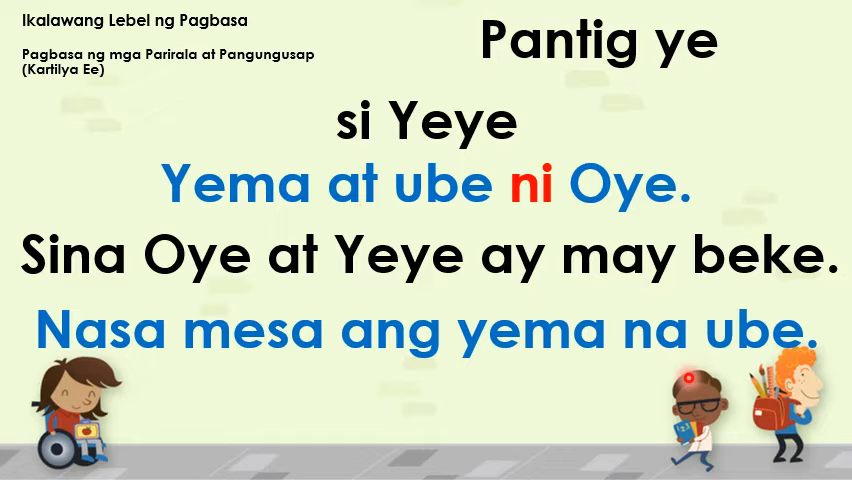 Ikalawang Lebel ng Pagbasa
Pagbasa ng mga Parirala at Pangungusap
(Kartilya Ee)
Pantig ye
si Yeye
Yema at ube ni Oye.
Sina Oye at Yeye ay may beke.
Nasa mesa ang yema na ube.